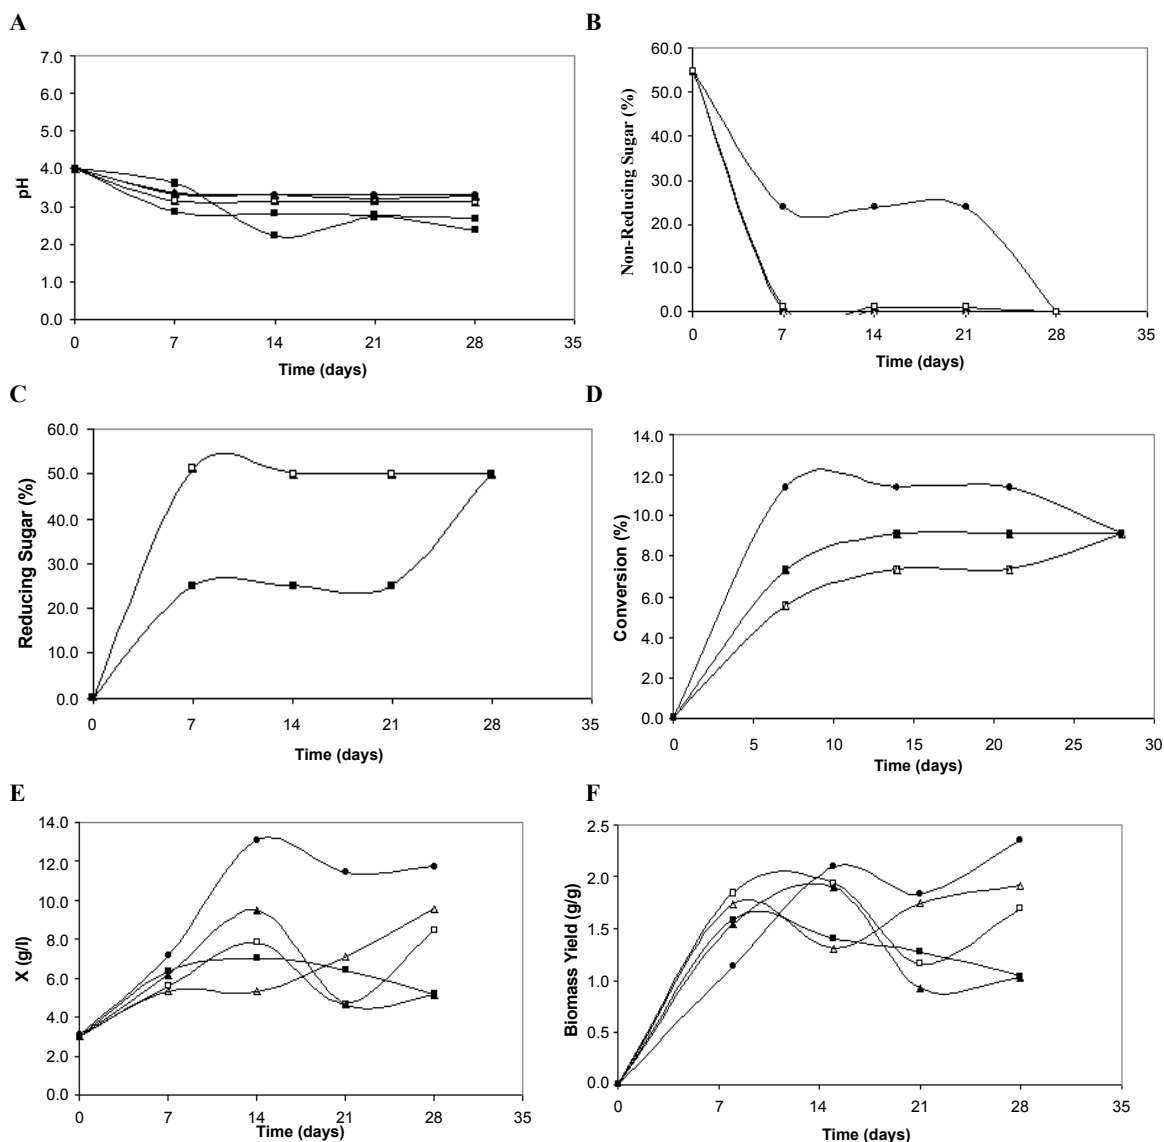 A
7.0
6.0
5.0
4.0
3.0
2.0
1.0
0.0
pH
0 7 14 21 28 35
Time (days)
B
60.0
50.0
40.0
30.0
20.0
10.0
0.0
Non-Reducing Sugar (%)
0 7 14 21 28 35
Time (days)
C
60.0
50.0
40.0
30.0
20.0
10.0
0.0
Reducing Sugar (%)
0 7 14 21 28 35
Time (days)
D
14.0
12.0
10.0
8.0
6.0
4.0
2.0
0.0
Conversion (%)
0 5 10 15 20 25 30
Time (days)
E
14.0
12.0
10.0
8.0
6.0
4.0
2.0
0.0
X (g/l)
0 7 14 21 28 35
Time (days)
F
2.5
2.0
1.5
1.0
0.5
0.0
Biomass Yield (g/g)
0 7 14 21 28 35
Time (days)